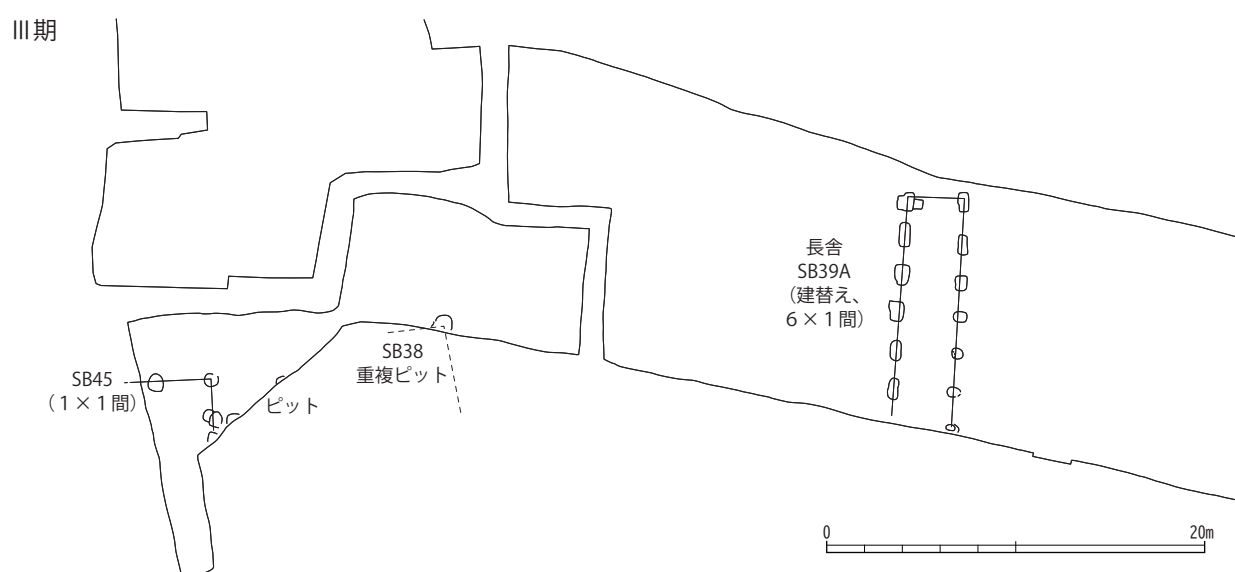 Ⅲ期
長舎
SB39A
(建替え、
6×1間)
SB38
重複ピット
SB45
(1×1間)
ピット
0
20m